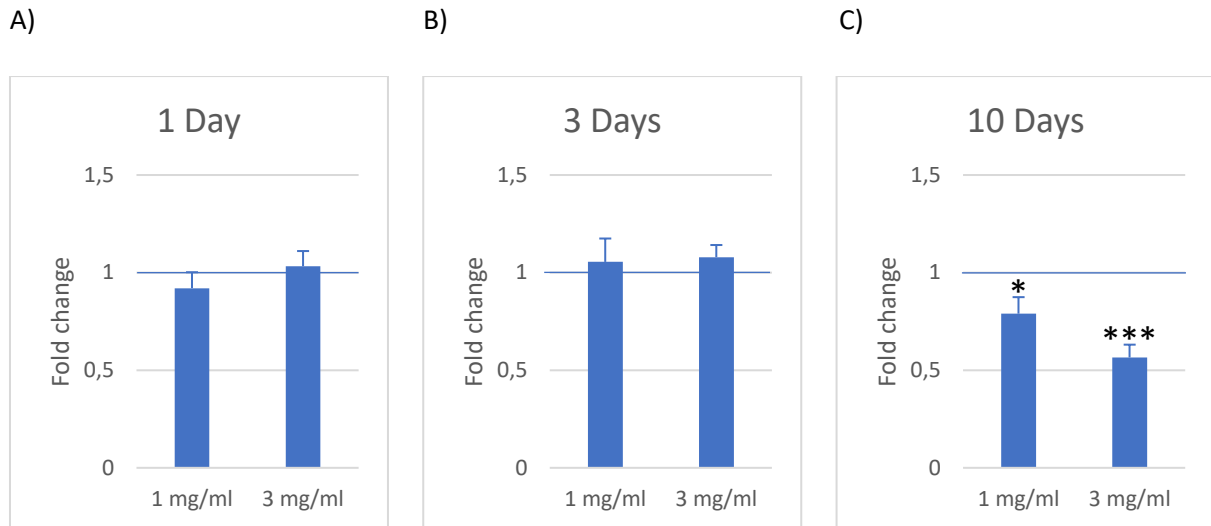 A)
B)
C)
1 Day
1,5
1
0,5
0
Fold change
1 mg/ml 3 mg/ml
3 Days
1,5
1
0,5
0
Fold change
1 mg/ml 3 mg/ml
10 Days
1,5
1
0,5
0
Fold change
*
***
1 mg/ml 3 mg/ml